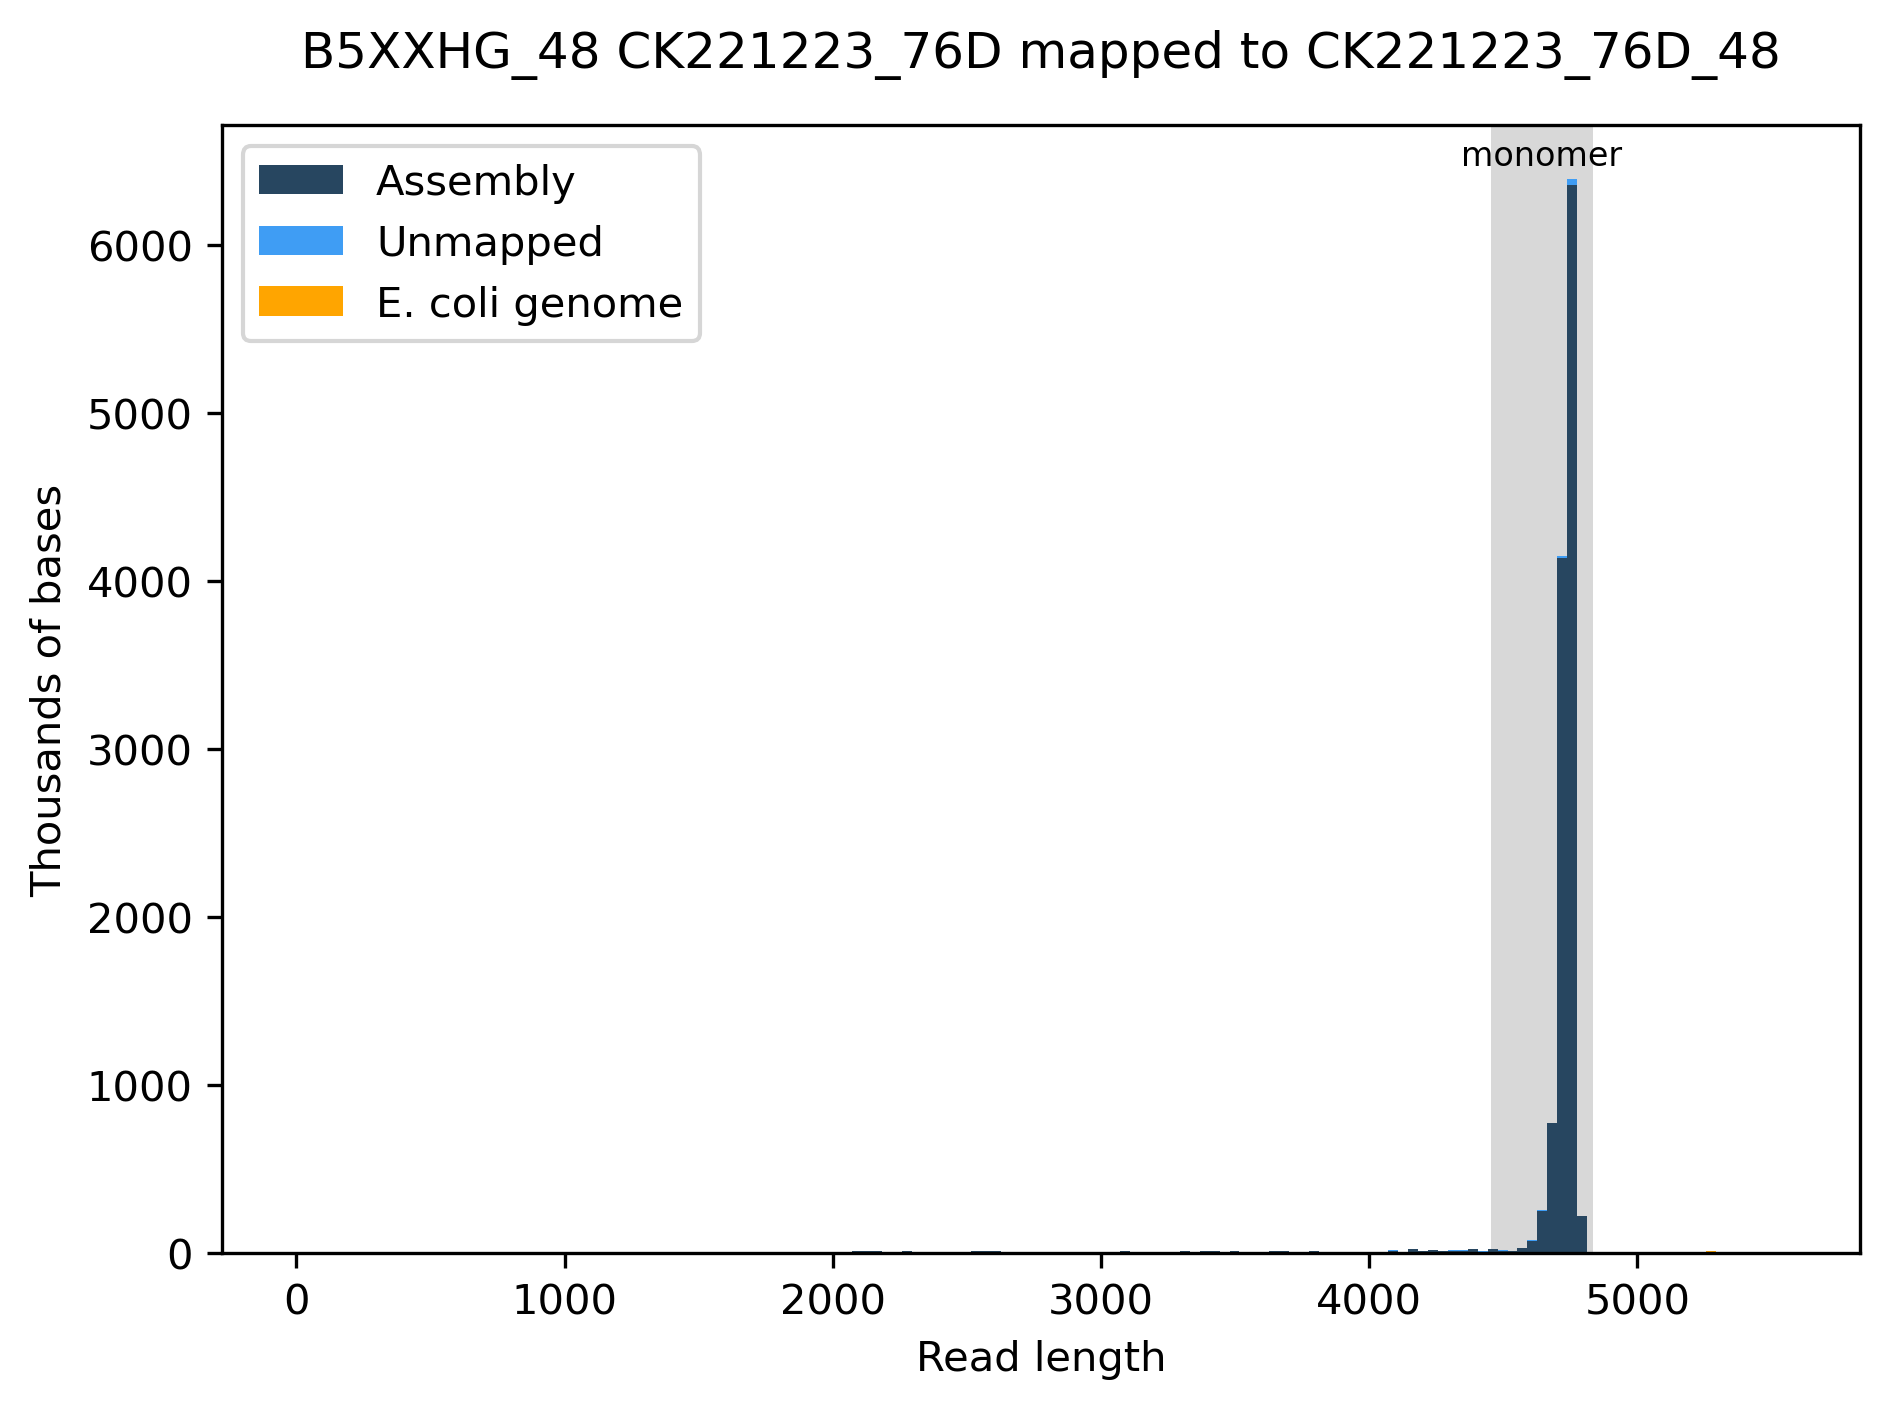 B5XXHG_48 CK221223_76D mapped to CK221223_76D_48
monomer
Assembly
Unmapped
E. coli genome
6000
5000
4000
3000
2000
1000
0
Thousands of bases
0 1000 2000 3000 4000 5000
Read length